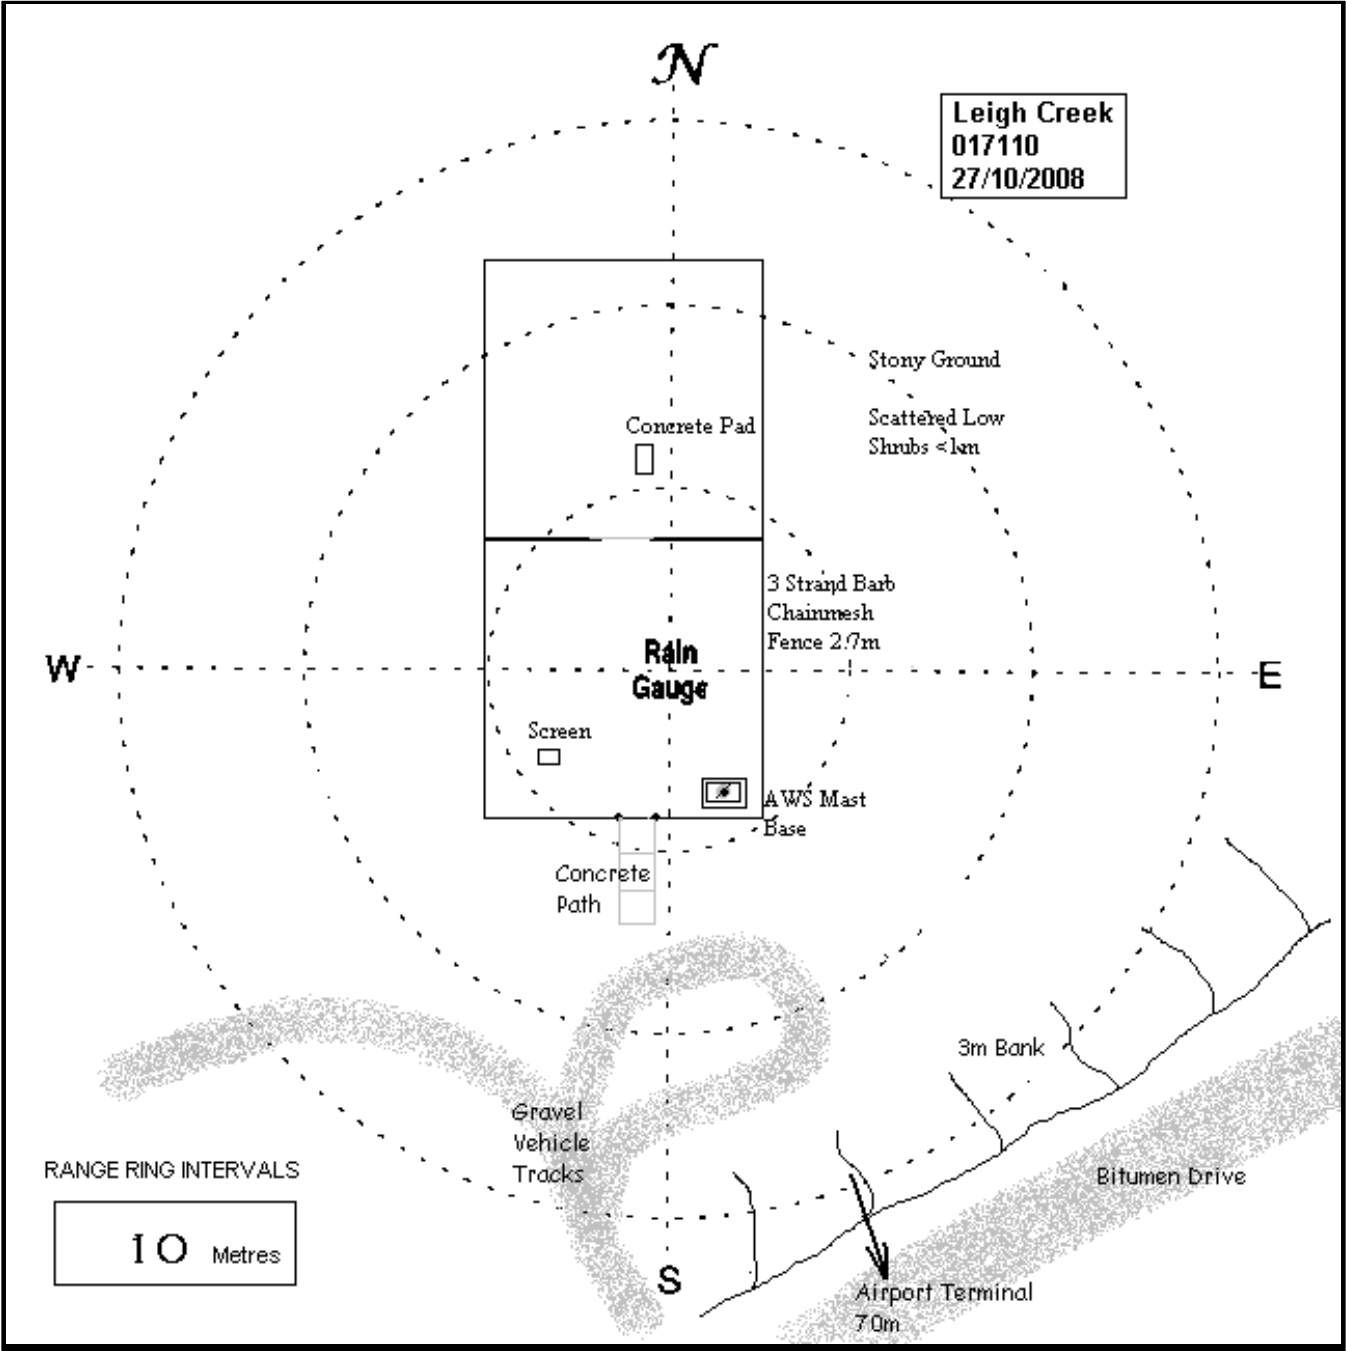 N
Leigh Creek
017110
27/10/2008
Stony Ground
Scattered Low
Shrubs <1m
Concrete Pad
3 Strand Barb
Chainmesh
Fence 2.7m
Rain
Gauge
W
E
Screen
AWS Mast
Base
Concrete
Path
3m Bank
Gravel
Vehicle
Tracks
RANGE RING INTERVALS
10 Metres
Bitumen Drive
S
Airport Terminal
70m